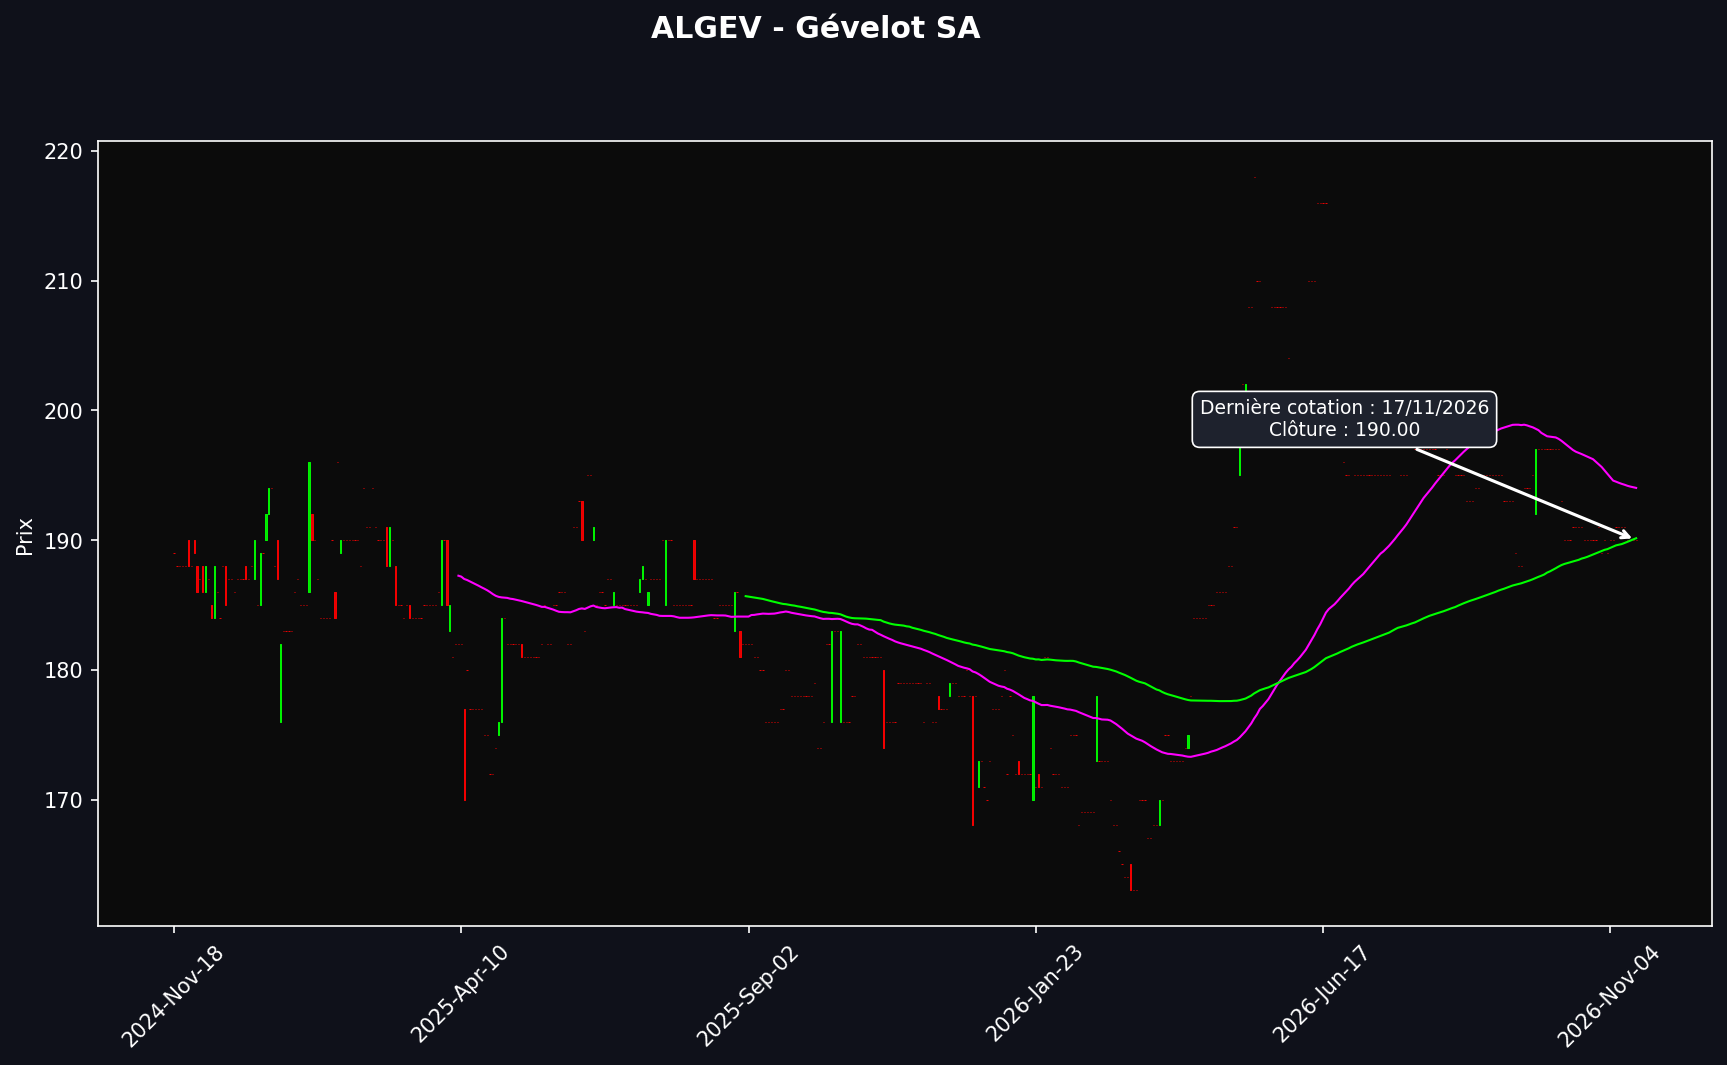 ALGEV - Gévelot SA
220
210
200
190
180
170
Prix
Dernière cotation : 17/11/2026
Clôture : 190.00
2024-Nov-18
2025-Apr-10
2025-Sep-02
2026-Jan-23
2026-Jun-17
2026-Nov-04